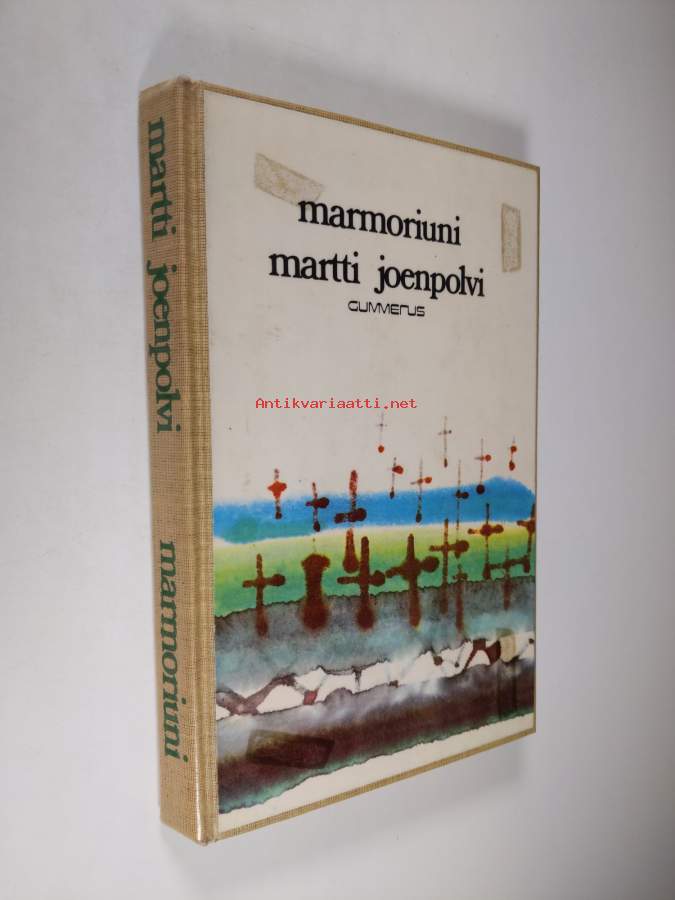 martti joenpolvi marmoriuni
marmoriuni
martti joenpolvi
GUMMERUS
Antikvariaatti.net